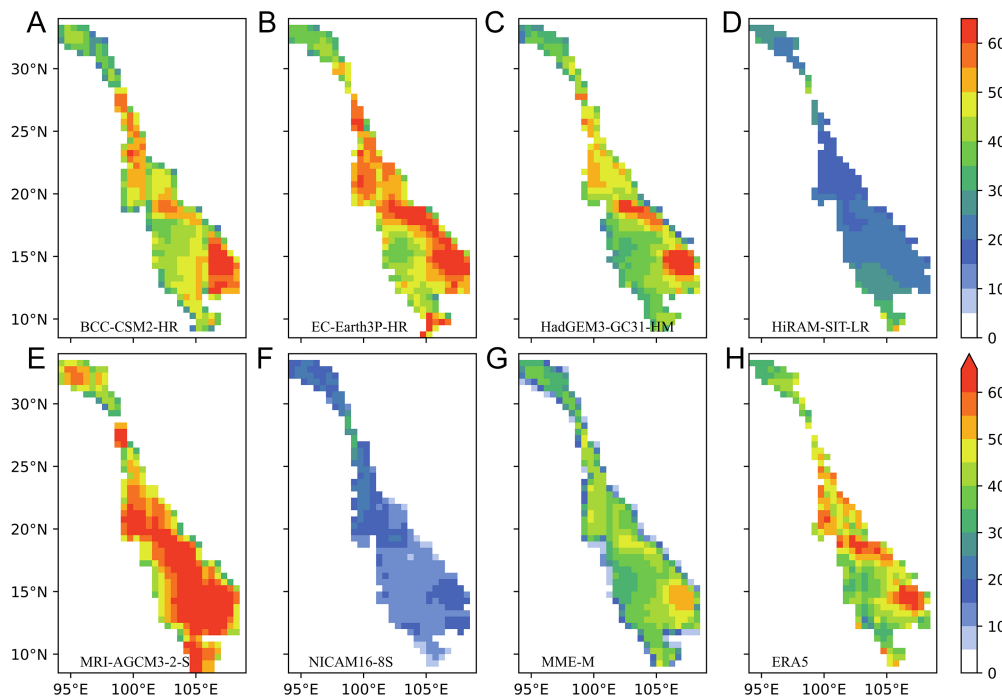 A B C D
30°N 25°N 20°N 15°N 10°N
BCC-CSM2-HR EC-Earth3P-HR HadGEM3-GC31-HM HiRAM-SIT-LR
60 50 40 30 20 10 0
E F G H
30°N 25°N 20°N 15°N 10°N
MRI-AGCM3-2-S NICAM16-8S MME-M ERA5
60 50 40 30 20 10 0
95°E 100°E 105°E 95°E 100°E 105°E 95°E 100°E 105°E 95°E 100°E 105°E